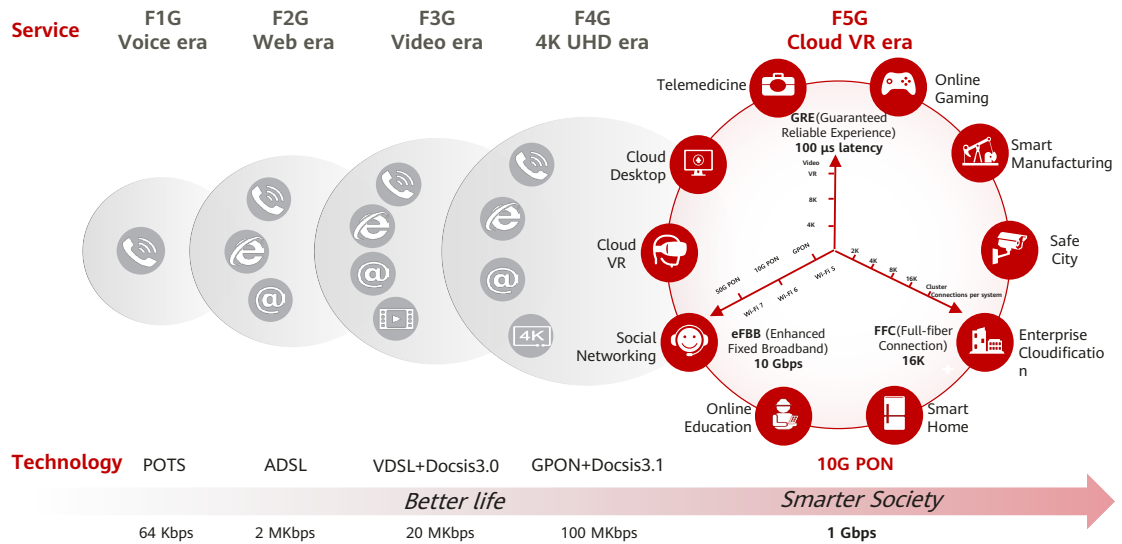 Service
F1G
Voice era
F2G
Web era
F3G
Video era
F4G
4K UHD era
F5G
Cloud VR era
Telemedicine
Online
Gaming
GRE(Guaranteed
Reliable Experience)
100 μs latency
Cloud
Desktop
Smart
Manufacturing
Video
VR
8K
4K
Cloud
VR
Safe
City
50G PON
10G PON
GPON
Wi-Fi 7
Wi-Fi 6
Wi-Fi 5
2K
4K
8K
16K
Cluster
Connections per system
4K
Social
Networking
eFBB (Enhanced
Fixed Broadband)
10 Gbps
FFC(Full-fiber
Connection)
16K
Enterprise
Cloudificatio
n
Online
Education
Smart
Home
Technology
POTS
ADSL
VDSL+Docsis3.0
GPON+Docsis3.1
10G PON
Better life
Smarter Society
64 Kbps
2 MKbps
20 MKbps
100 MKbps
1 Gbps